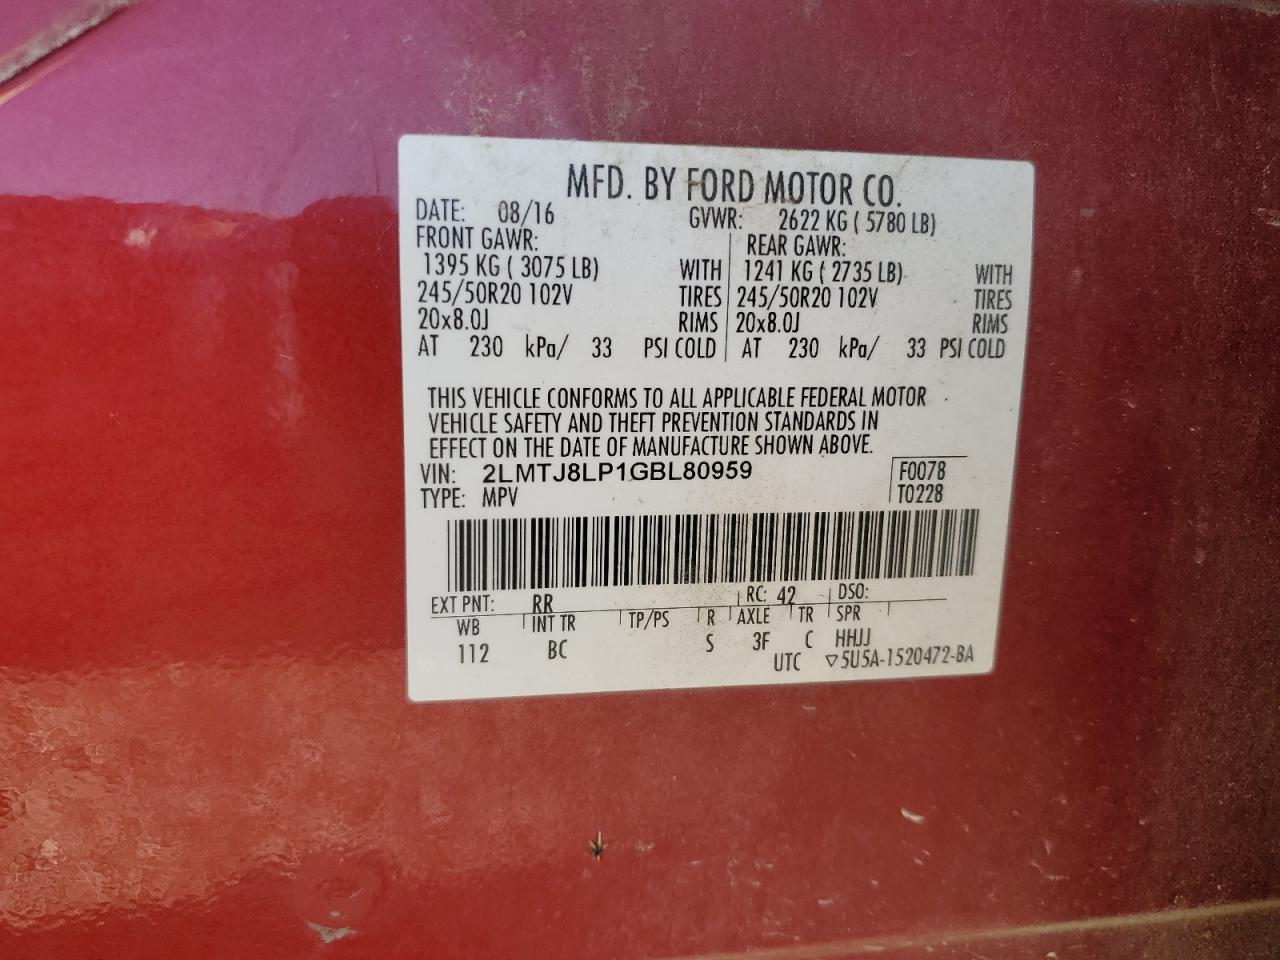 MFD. BY FORD MOTOR CO.
DATE: 08/16 GVWR: 2622 KG ( 5780 LB)
FRONT GAWR: REAR GAWR:
1395 KG ( 3075 LB) WITH 1241 KG ( 2735 LB) WITH
245/50R20 102V TIRES 245/50R20 102V TIRES
20x8.0J RIMS 20x8.0J RIMS
AT 230 kPa/ 33 PSI COLD AT 230 kPa/ 33 PSI COLD
THIS VEHICLE CONFORMS TO ALL APPLICABLE FEDERAL MOTOR
VEHICLE SAFETY AND THEFT PREVENTION STANDARDS IN
EFFECT ON THE DATE OF MANUFACTURE SHOWN ABOVE.
VIN: 2LMTJ8LP1GBL80959 F0078
TYPE: MPV T0228
EXT PNT: RR RC: 42 DSO:
WB INT TR TP/PS R AXLE TR SPR
112 BC S 3F C HHJJ
UTC ▽5U5A-1520472-BA